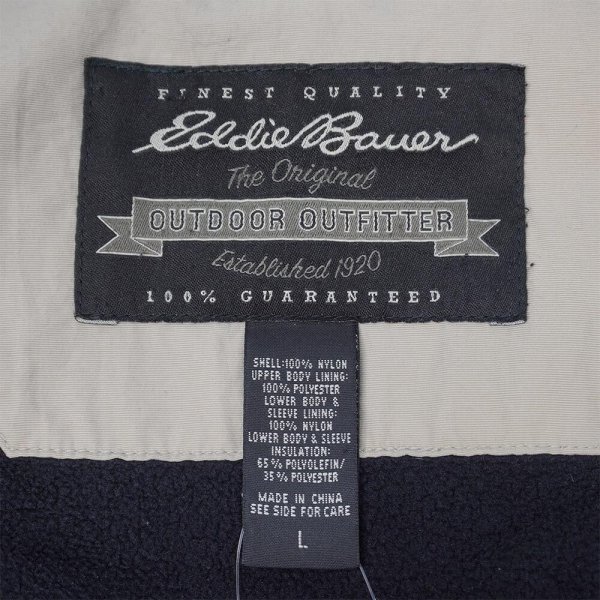 FINEST QUALITY
Eddie Bauer
The Original
OUTDOOR OUTFITTER
Established 1920
100% GUARANTEED
SHELL:100% NYLON
UPPER BODY LINING:
100% POLYESTER
LOWER BODY &
SLEEVE LINING:
100% NYLON
LOWER BODY & SLEEVE
INSULATION:
65% POLYOLEFIN/
35% POLYESTER
MADE IN CHINA
SEE SIDE FOR CARE
L